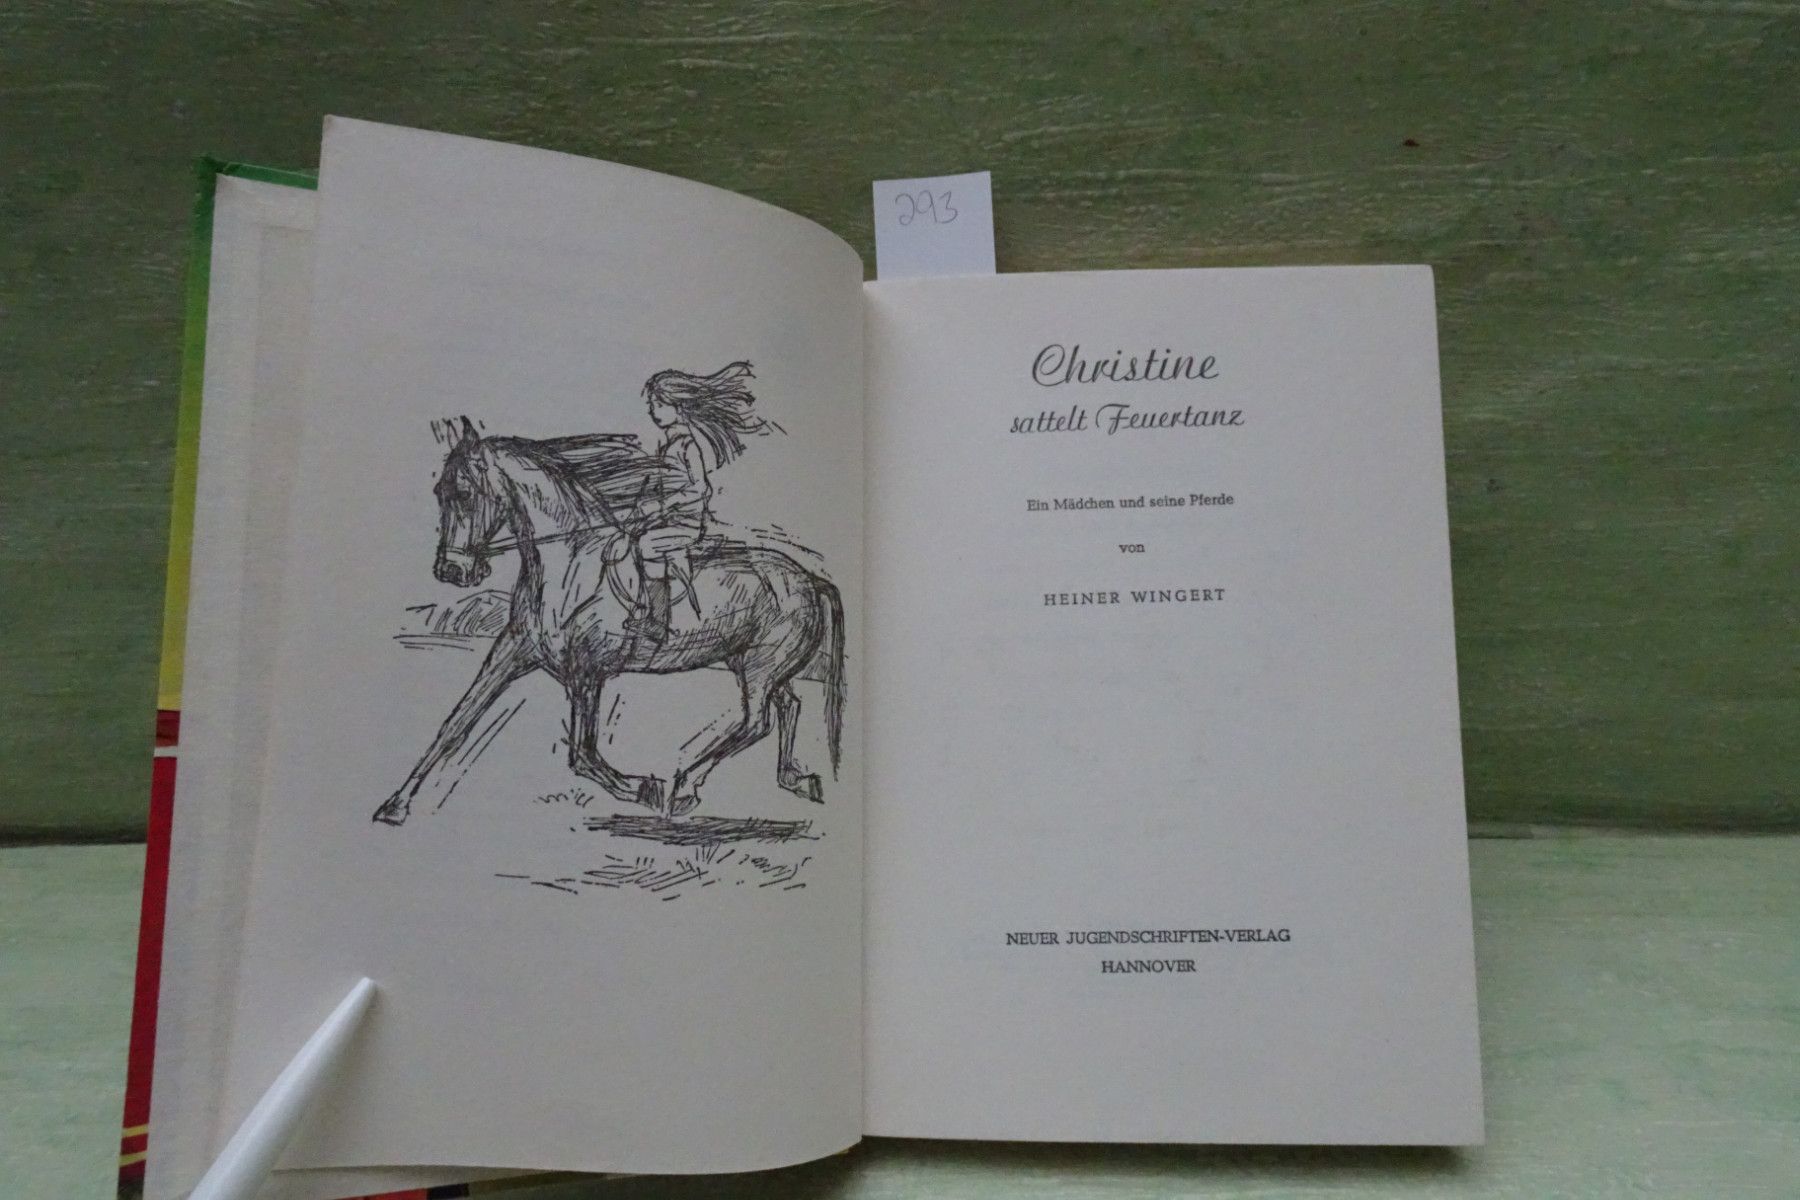 293
Christine
sattelt Feuertanz
Ein Mädchen und seine Pferde
von
HEINER WINGERT
NEUER JUGENDSCHRIFTEN-VERLAG
HANNOVER